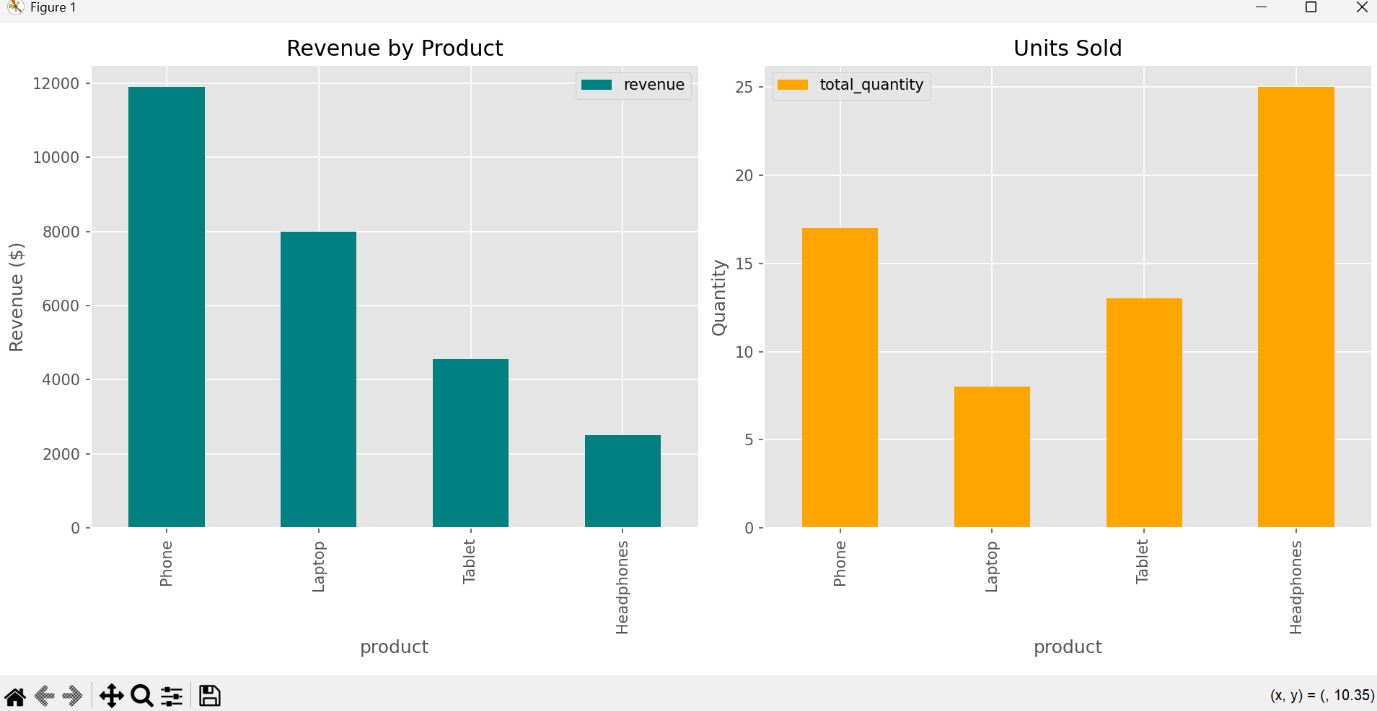 Figure 1
Revenue by Product
revenue
12000
10000
8000
6000
4000
2000
0
Revenue ($)
Phone
Laptop
Tablet
Headphones
product
Units Sold
total_quantity
25
20
15
10
5
0
Quantity
Phone
Laptop
Tablet
Headphones
product
(x, y) = (, 10.35)